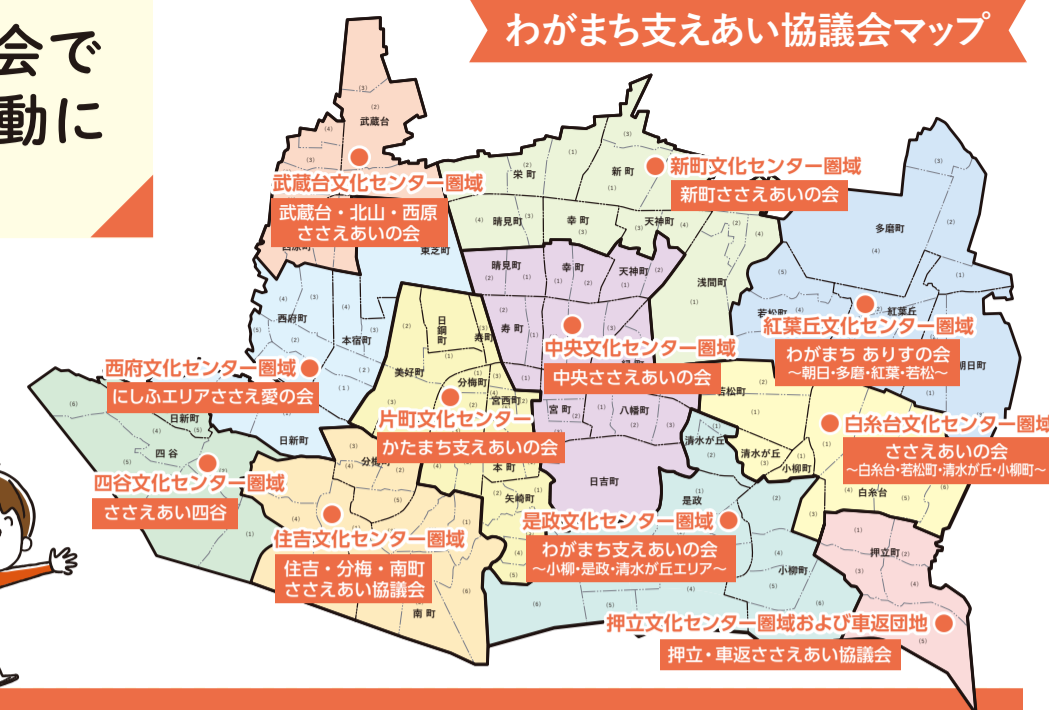 会で
動に
わがまち支えあい協議会マップ
(3)
(2)
武蔵台
(4)
(3)
武蔵台文化センター圏域
武蔵台・北山・西原
ささえあいの会
東芝町
栄町
新町
新町文化センター圏域
新町ささえあいの会
晴見町
幸町
天神町
浅間町
多磨町
晴見町
幸町
天神町
若松町
紅葉丘
紅葉丘文化センター圏域
わがまち ありすの会
～朝日・多磨・紅葉・若松～
朝日町
西府町
本宿町
日鋼町
寿町
寿町
中央文化センター圏域
中央ささえあいの会
西府文化センター圏域
にしふエリアささえ愛の会
美好町
分梅町
宮西町
片町文化センター
かたまち支えあいの会
宮町
八幡町
若松町
白糸台文化センター圏域
ささえあいの会
～白糸台・若松町・清水が丘・小柳町～
日新町
日新町
四谷
四谷文化センター圏域
ささえあい四谷
清水が丘
清水が丘
小柳町
白糸台
本町
矢崎町
日吉町
是政
是政文化センター圏域
わがまち支えあいの会
～小柳・是政・清水が丘エリア～
住吉文化センター圏域
住吉・分梅・南町
ささえあい協議会
南町
小柳町
押立町
押立文化センター圏域および車返団地
押立・車返ささえあい協議会